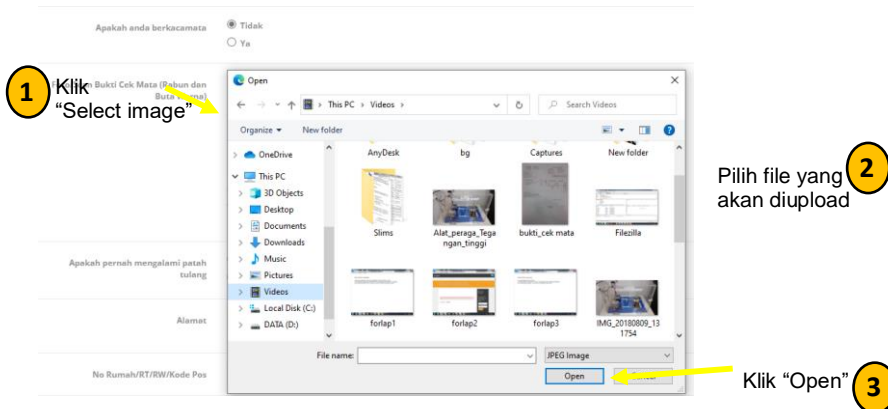 Apakah anda berkacamata
Tidak
Ya
1
Klik
"Select image"
Bukti Cek Mata (Rabun dan
Buta
Open
This PC > Videos >
Search Videos
Organize
New folder
OneDrive
This PC
3D Objects
Desktop
Documents
Downloads
Music
Pictures
Videos
Local Disk (C:)
DATA (D:)
AnyDesk
bg
Captures
New folder
Slims
Alat_peraga_Tega
ngan_tinggi
bukti_cek mata
Filezilla
forlap1
forlap2
forlap3
IMG_20180809_13
1754
File name:
JPEG Image
Open
Pilih file yang
akan diupload
2
Apakah pernah mengalami patah
tulang
Alamat
No Rumah/RT/RW/Kode Pos
Klik "Open"
3